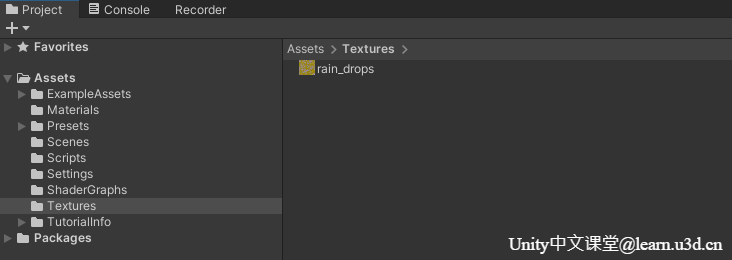 Project Console Recorder
Favorites
Assets
ExampleAssets
Materials
Presets
Scenes
Scripts
Settings
ShaderGraphs
Textures
TutorialInfo
Packages
Assets > Textures >
rain_drops
Unity中文课堂@learn.u3d.cn